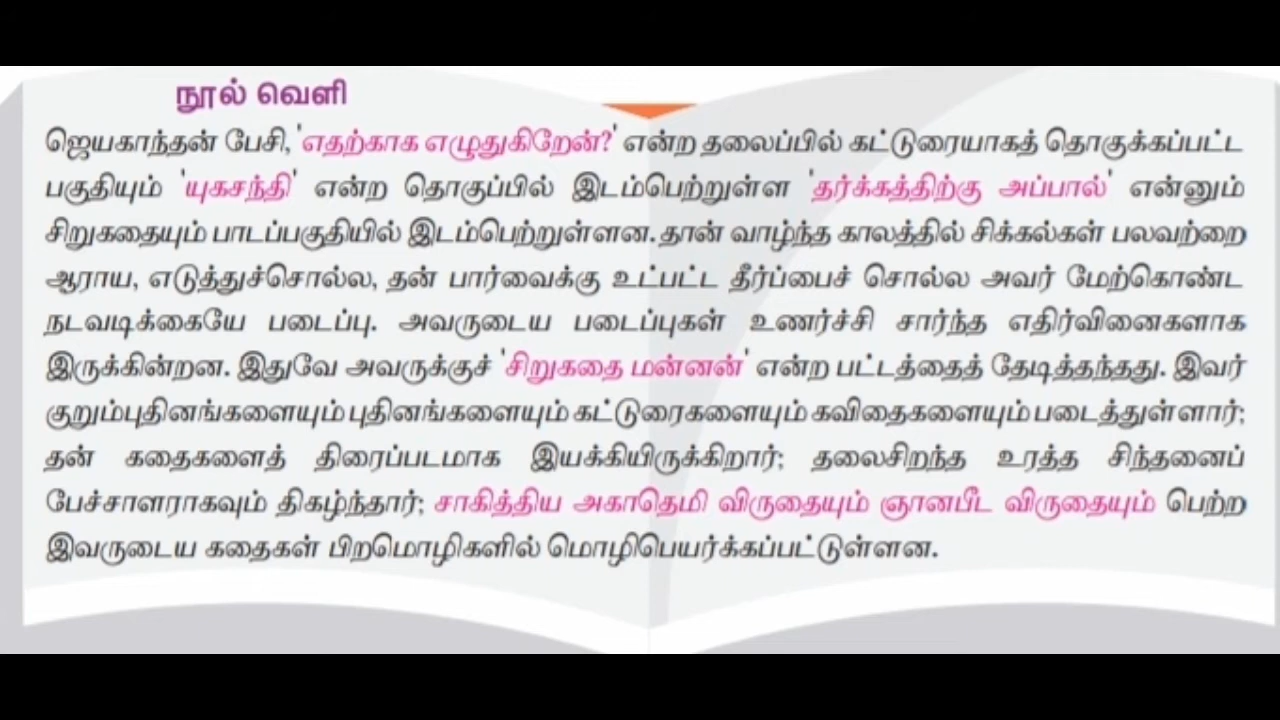 நூல் வெளி
ஜெயகாந்தன் பேசி, 'எதற்காக எழுதுகிறேன்?' என்ற தலைப்பில் கட்டுரையாகத் தொகுக்கப்பட்ட
பகுதியும் 'யுகசந்தி' என்ற தொகுப்பில் இடம்பெற்றுள்ள 'தர்க்கத்திற்கு அப்பால்' என்னும்
சிறுகதையும் பாடப்பகுதியில் இடம்பெற்றுள்ளன. தான் வாழ்ந்த காலத்தில் சிக்கல்கள் பலவற்றை
ஆராய, எடுத்துச்சொல்ல, தன் பார்வைக்கு உட்பட்ட தீர்ப்பைச் சொல்ல அவர் மேற்கொண்ட
நடவடிக்கையே படைப்பு. அவருடைய படைப்புகள் உணர்ச்சி சார்ந்த எதிர்வினைகளாக
இருக்கின்றன. இதுவே அவருக்குச் 'சிறுகதை மன்னன்' என்ற பட்டத்தைத் தேடித்தந்தது. இவர்
குறும்புதினங்களையும் புதினங்களையும் கட்டுரைகளையும் கவிதைகளையும் படைத்துள்ளார்;
தன் கதைகளைத் திரைப்படமாக இயக்கியிருக்கிறார்; தலைசிறந்த உரத்த சிந்தனைப்
பேச்சாளராகவும் திகழ்ந்தார்; சாகித்திய அகாதெமி விருதையும் ஞானபீட விருதையும் பெற்ற
இவருடைய கதைகள் பிறமொழிகளில் மொழிபெயர்க்கப்பட்டுள்ளன.